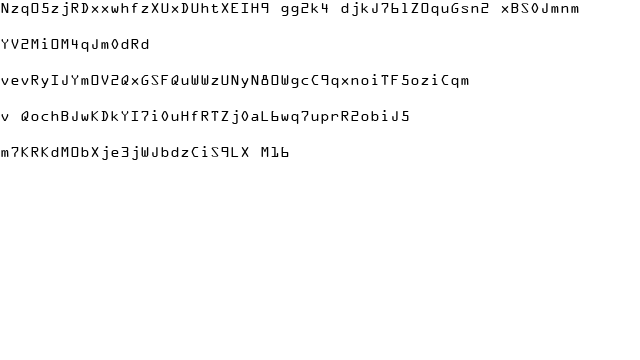 NzqO5zjRDxxwhfzXUxDUhtXEIH9 gg2k4 djkJ76lZOquGsn2 xBS0Jmnm
YV2MiOM4qJm0dRd
vevRyIJYmOV2QxGSFQuWWzUNyN8OWgcC9qxnoiTF5oziCqm
v QochBJwKDkYI7i0uHfRTZj0aL6wq7uprR2obiJ5
m7KRKdMObXje3jWJbdzCiS9LX M16